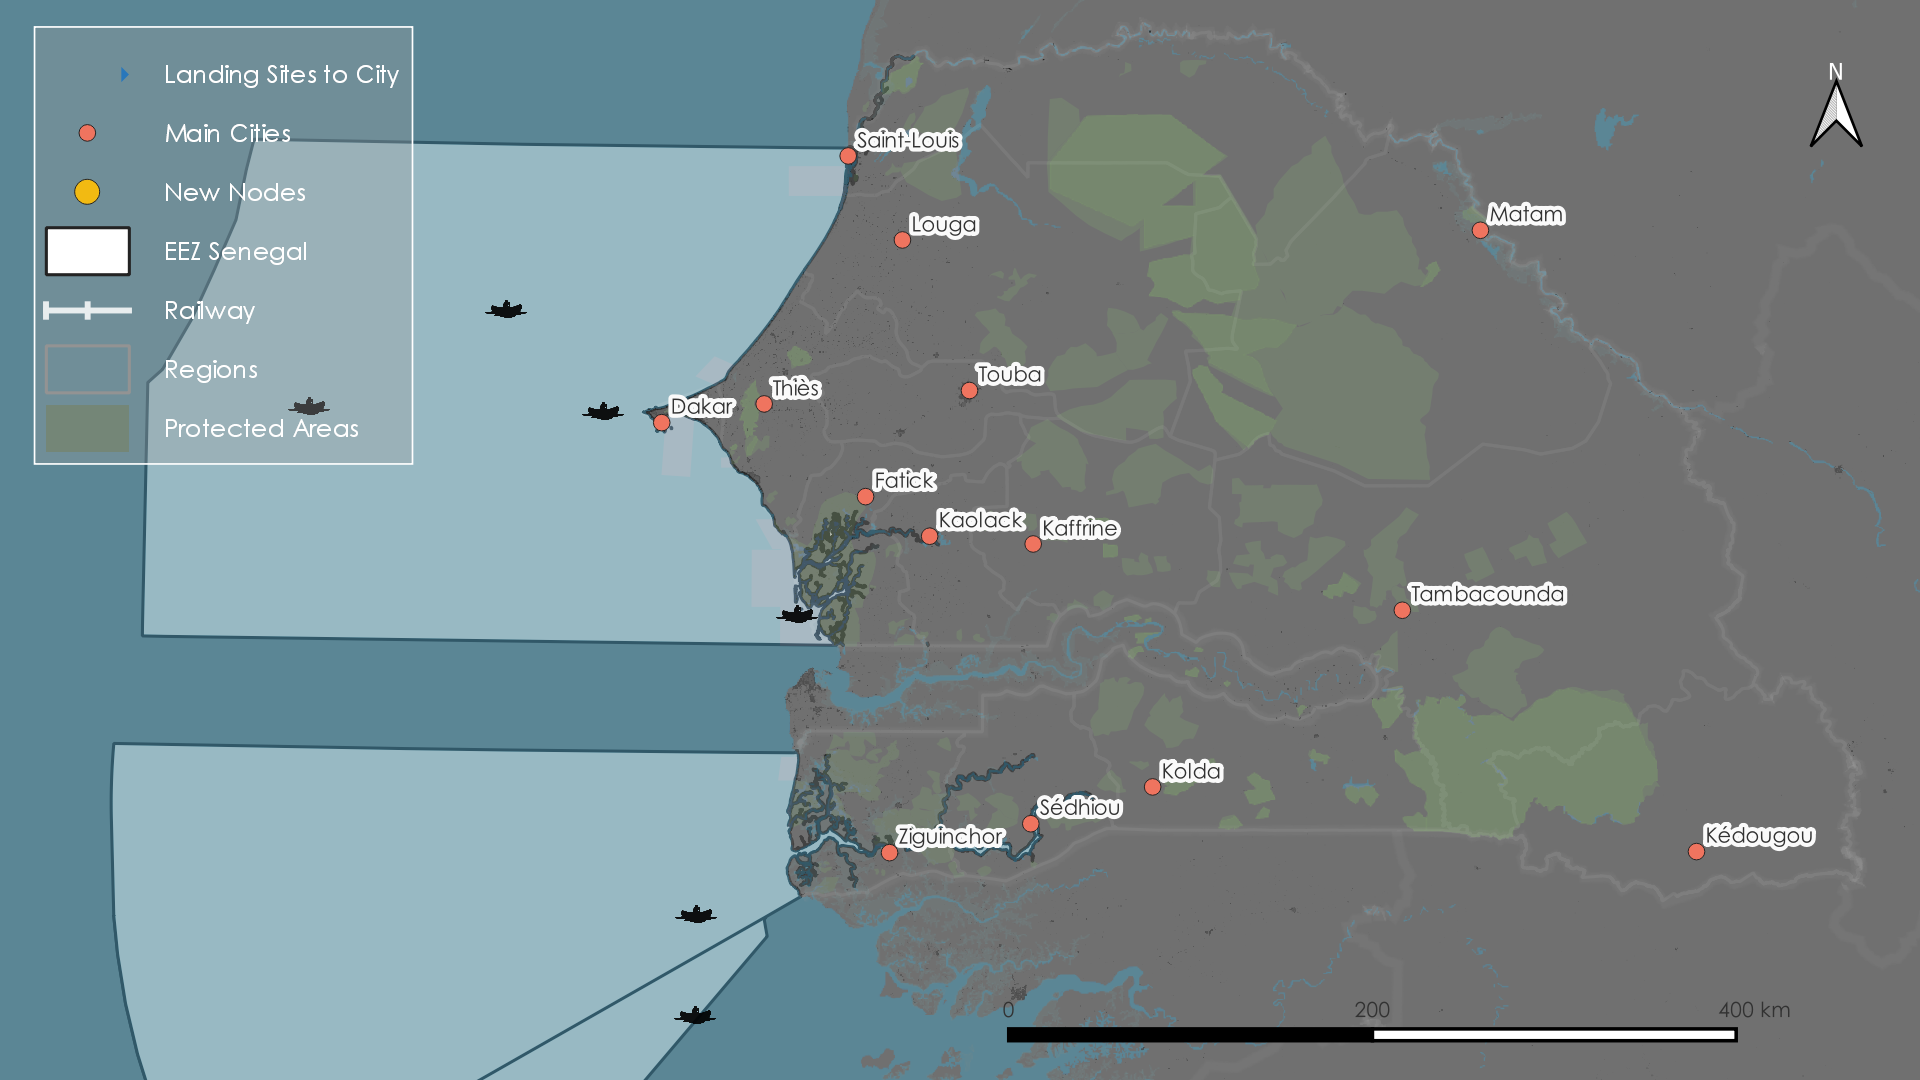 Landing Sites to City
Main Cities
New Nodes
EEZ Senegal
Railway
Regions
Protected Areas
N
Saint-Louis
Louga
Matam
Touba
Thiès
Dakar
Fatick
Kaolack
Kaffrine
Tambacounda
Kolda
Sédhiou
Ziguinchor
Kédougou
0 200 400 km